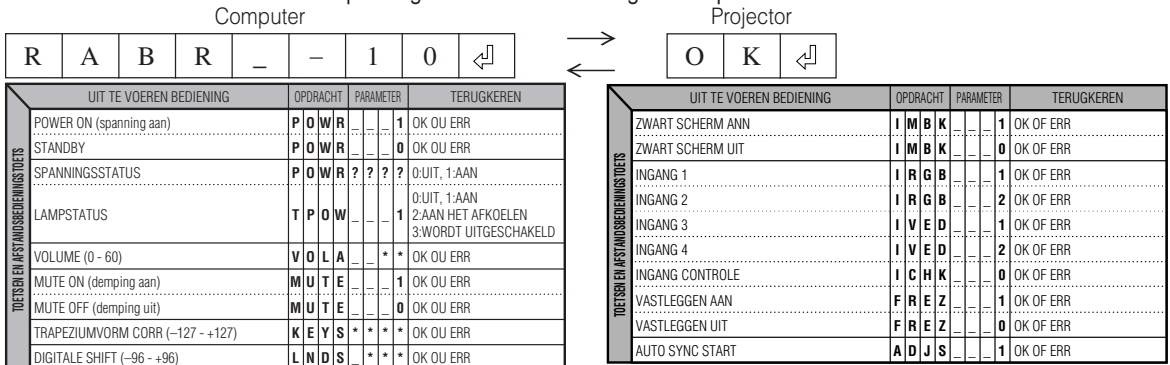 Computer
Projector
R A B R _ – 1 0 ⏎
O K ⏎
TOETSEN EN AFSTANDSBEDIENINGSTOETS
UIT TE VOEREN BEDIENING OPDRACHT PARAMETER TERUGKEREN
POWER ON (spanning aan) P O W R _ _ _ 1 OK OU ERR
STANDBY P O W R _ _ _ 0 OK OU ERR
SPANNINGSSTATUS P O W R ? ? ? ? 0:UIT, 1:AAN
LAMPSTATUS T P O W _ _ _ 1 0:UIT, 1:AAN
2:AAN HET AFKOELEN
3:WORDT UITGESCHAKELD
VOLUME (0 - 60) V O L A _ _ * * OK OU ERR
MUTE ON (demping aan) M U T E _ _ _ 1 OK OU ERR
MUTE OFF (demping uit) M U T E _ _ _ 0 OK OU ERR
TRAPEZIUMVORM CORR (–127 - +127) K E Y S * * * * OK OU ERR
DIGITALE SHIFT (–96 - +96) L N D S _ * * * OK OU ERR
TOETSEN EN AFSTANDSBEDIENINGSTOETS
UIT TE VOEREN BEDIENING OPDRACHT PARAMETER TERUGKEREN
ZWART SCHERM ANN I M B K _ _ _ 1 OK OF ERR
ZWART SCHERM UIT I M B K _ _ _ 0 OK OF ERR
INGANG 1 I R G B _ _ _ 1 OK OF ERR
INGANG 2 I R G B _ _ _ 2 OK OF ERR
INGANG 3 I V E D _ _ _ 1 OK OF ERR
INGANG 4 I V E D _ _ _ 2 OK OF ERR
INGANG CONTROLE I C H K _ _ _ 0 OK OF ERR
VASTLEGGEN AAN F R E Z _ _ _ 1 OK OF ERR
VASTLEGGEN UIT F R E Z _ _ _ 0 OK OF ERR
AUTO SYNC START A D J S _ _ _ 1 OK OF ERR